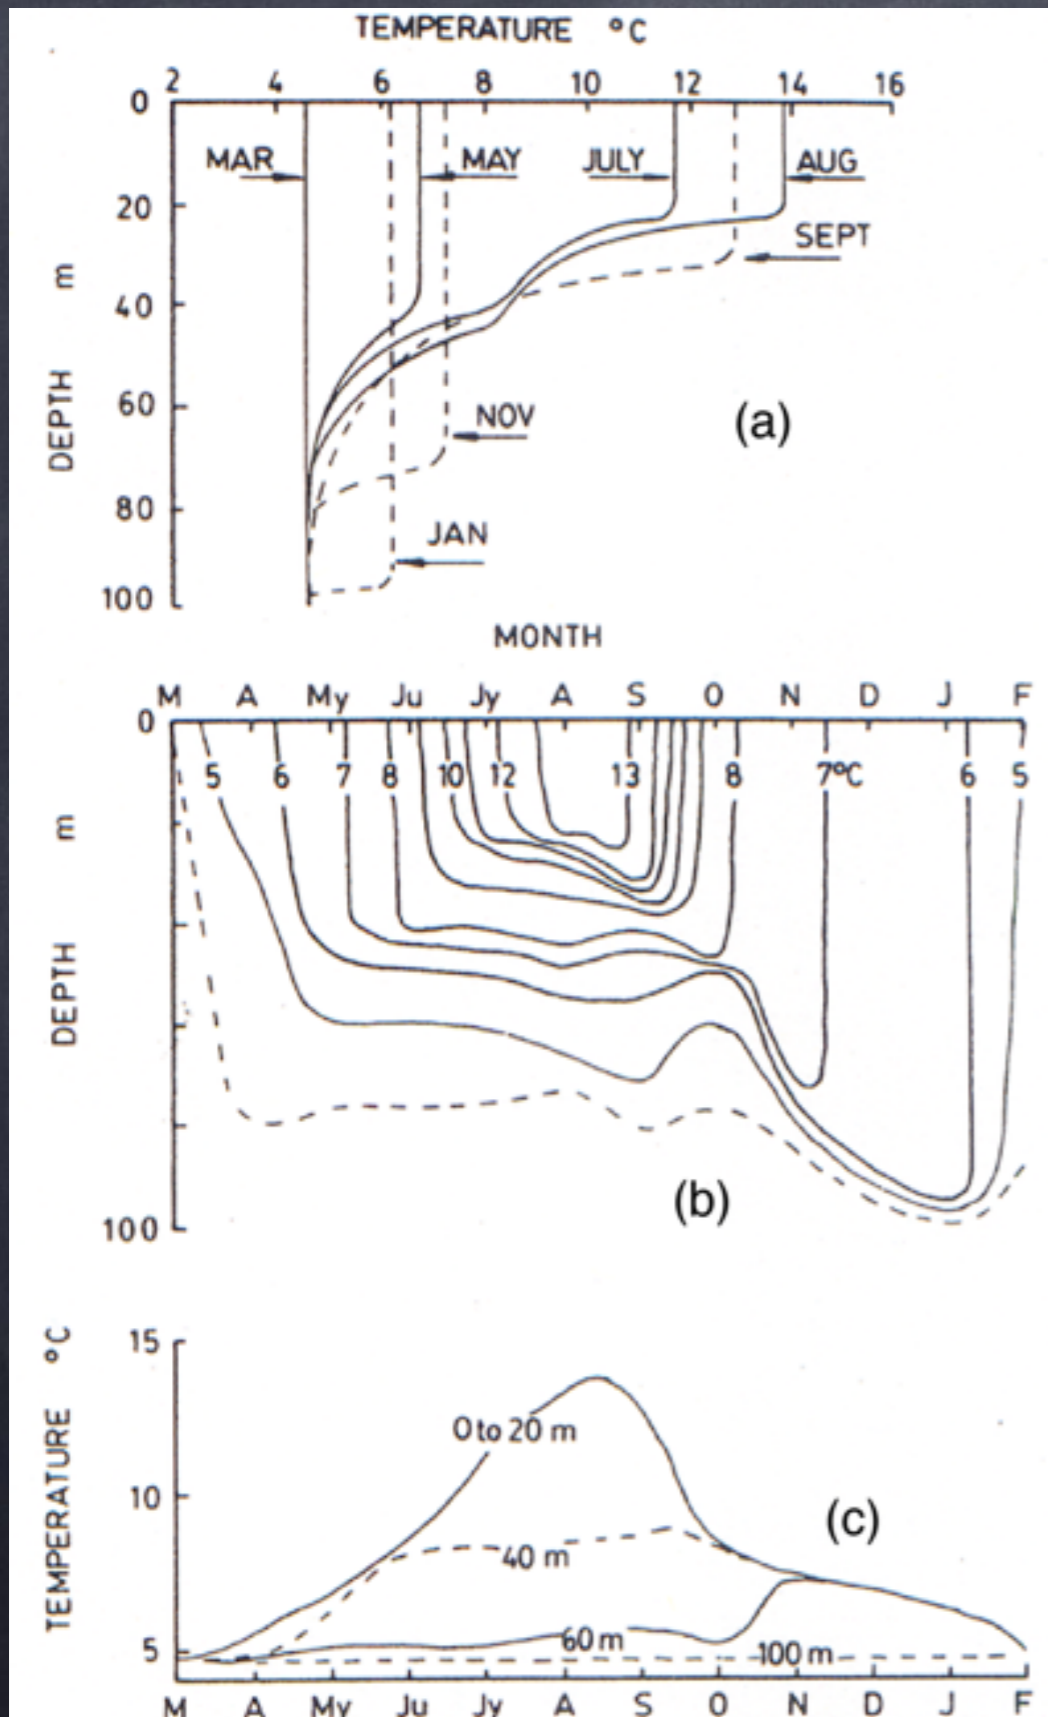 TEMPERATURE °C
2 4 6 8 10 12 14 16
0
MAR MAY JULY AUG
20
SEPT
m
40
DEPTH
60
(a)
NOV
80
JAN
100
MONTH
M A My Ju Jy A S O N D J F
0
5 6 7 8 10 12 13 8 7°C 6 5
m
DEPTH
(b)
100
TEMPERATURE °C
15
0 to 20 m
10
(c)
40 m
60 m
100 m
5
M A My Ju Jy A S O N D J F